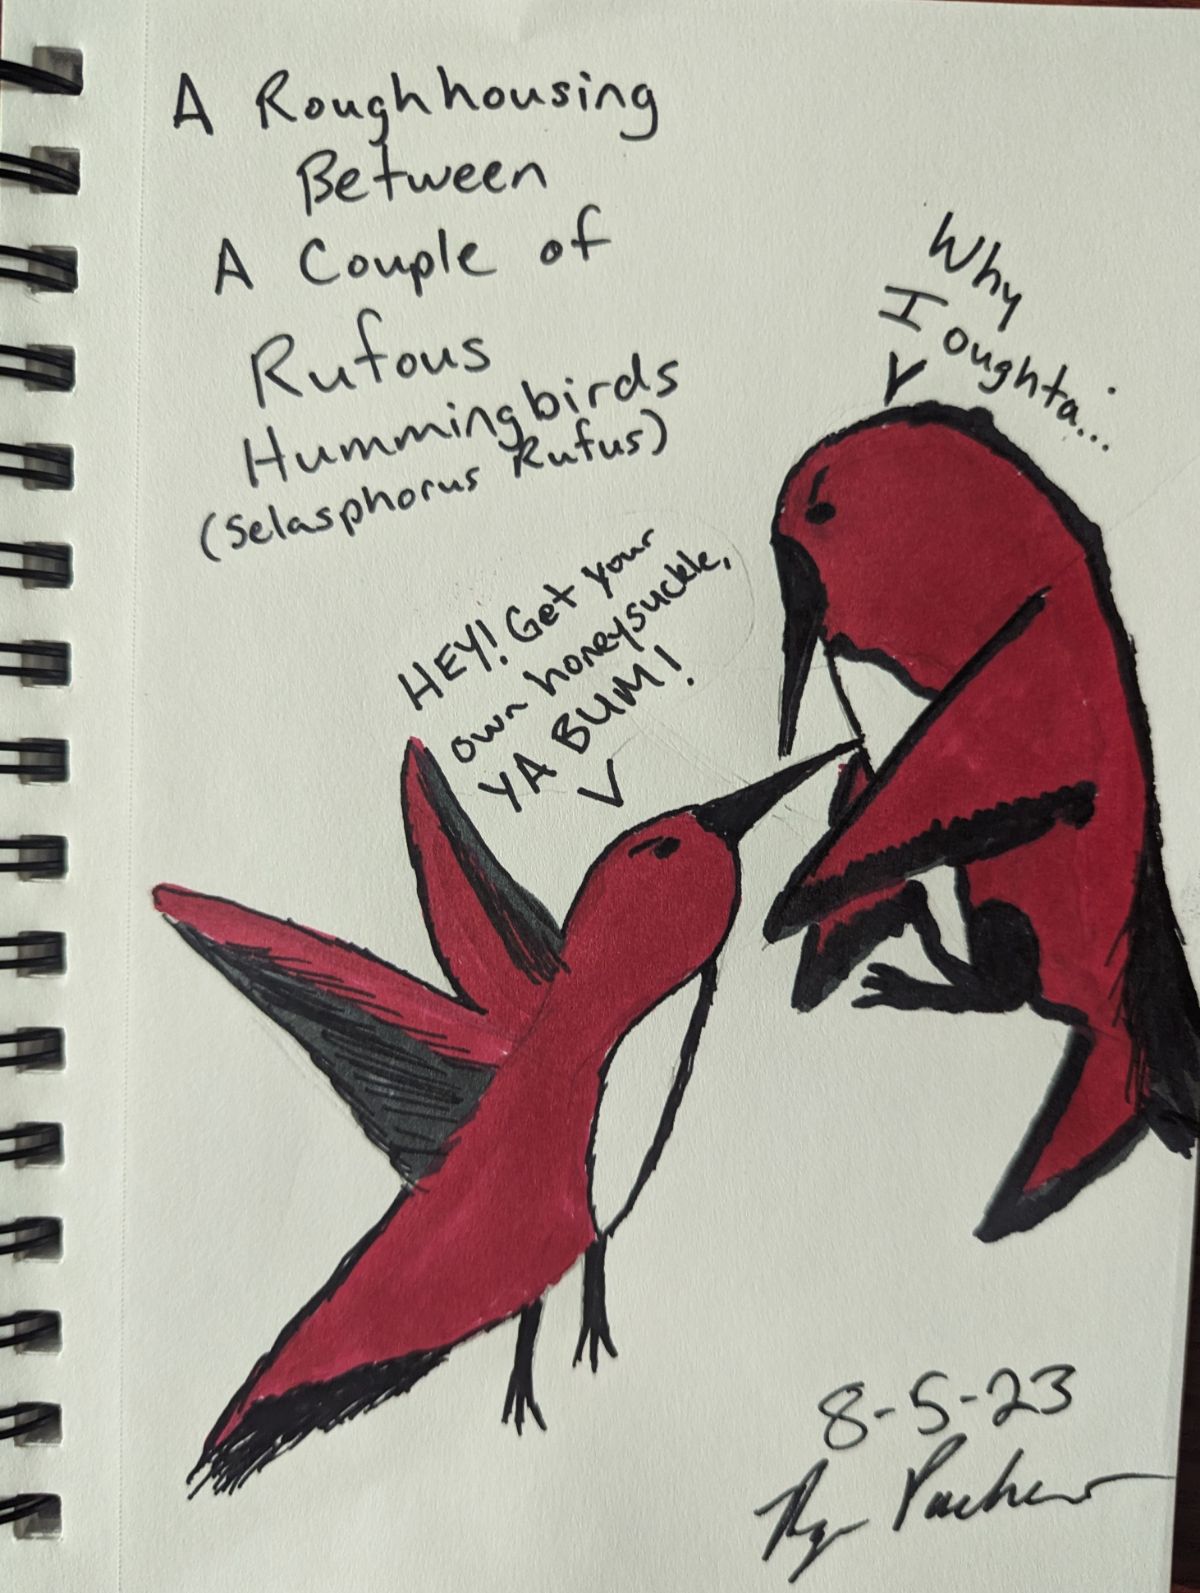 A Roughhousing
Between
A Couple of
Rufous
Hummingbirds
(Selasphorus Rufus)
Why
I oughta...
HEY! Get your
own honeysuckle,
YA BUM!
8-5-23